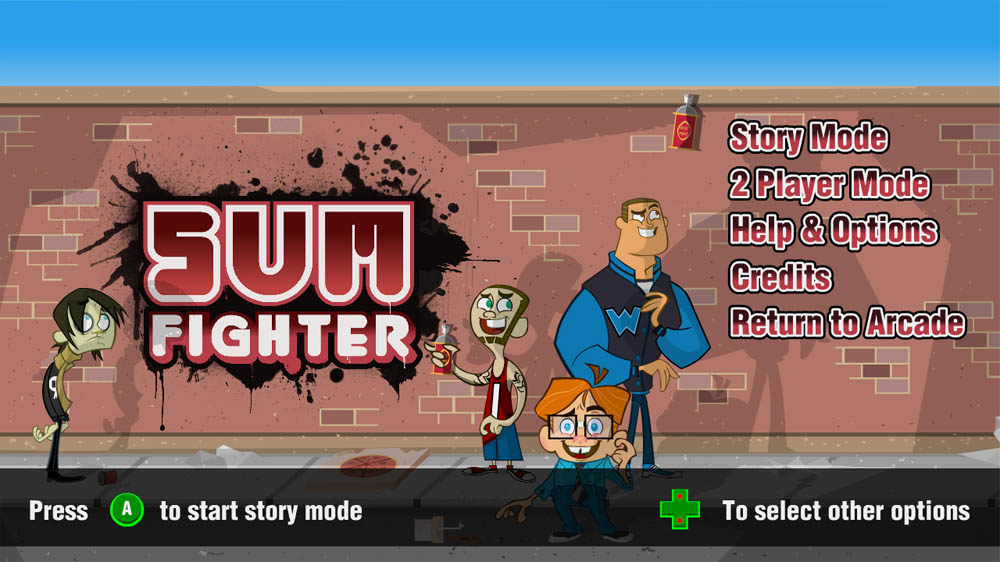 SUM
FIGHTER
Story Mode
2 Player Mode
Help & Options
Credits
Return to Arcade
W
Press A to start story mode
To select other options